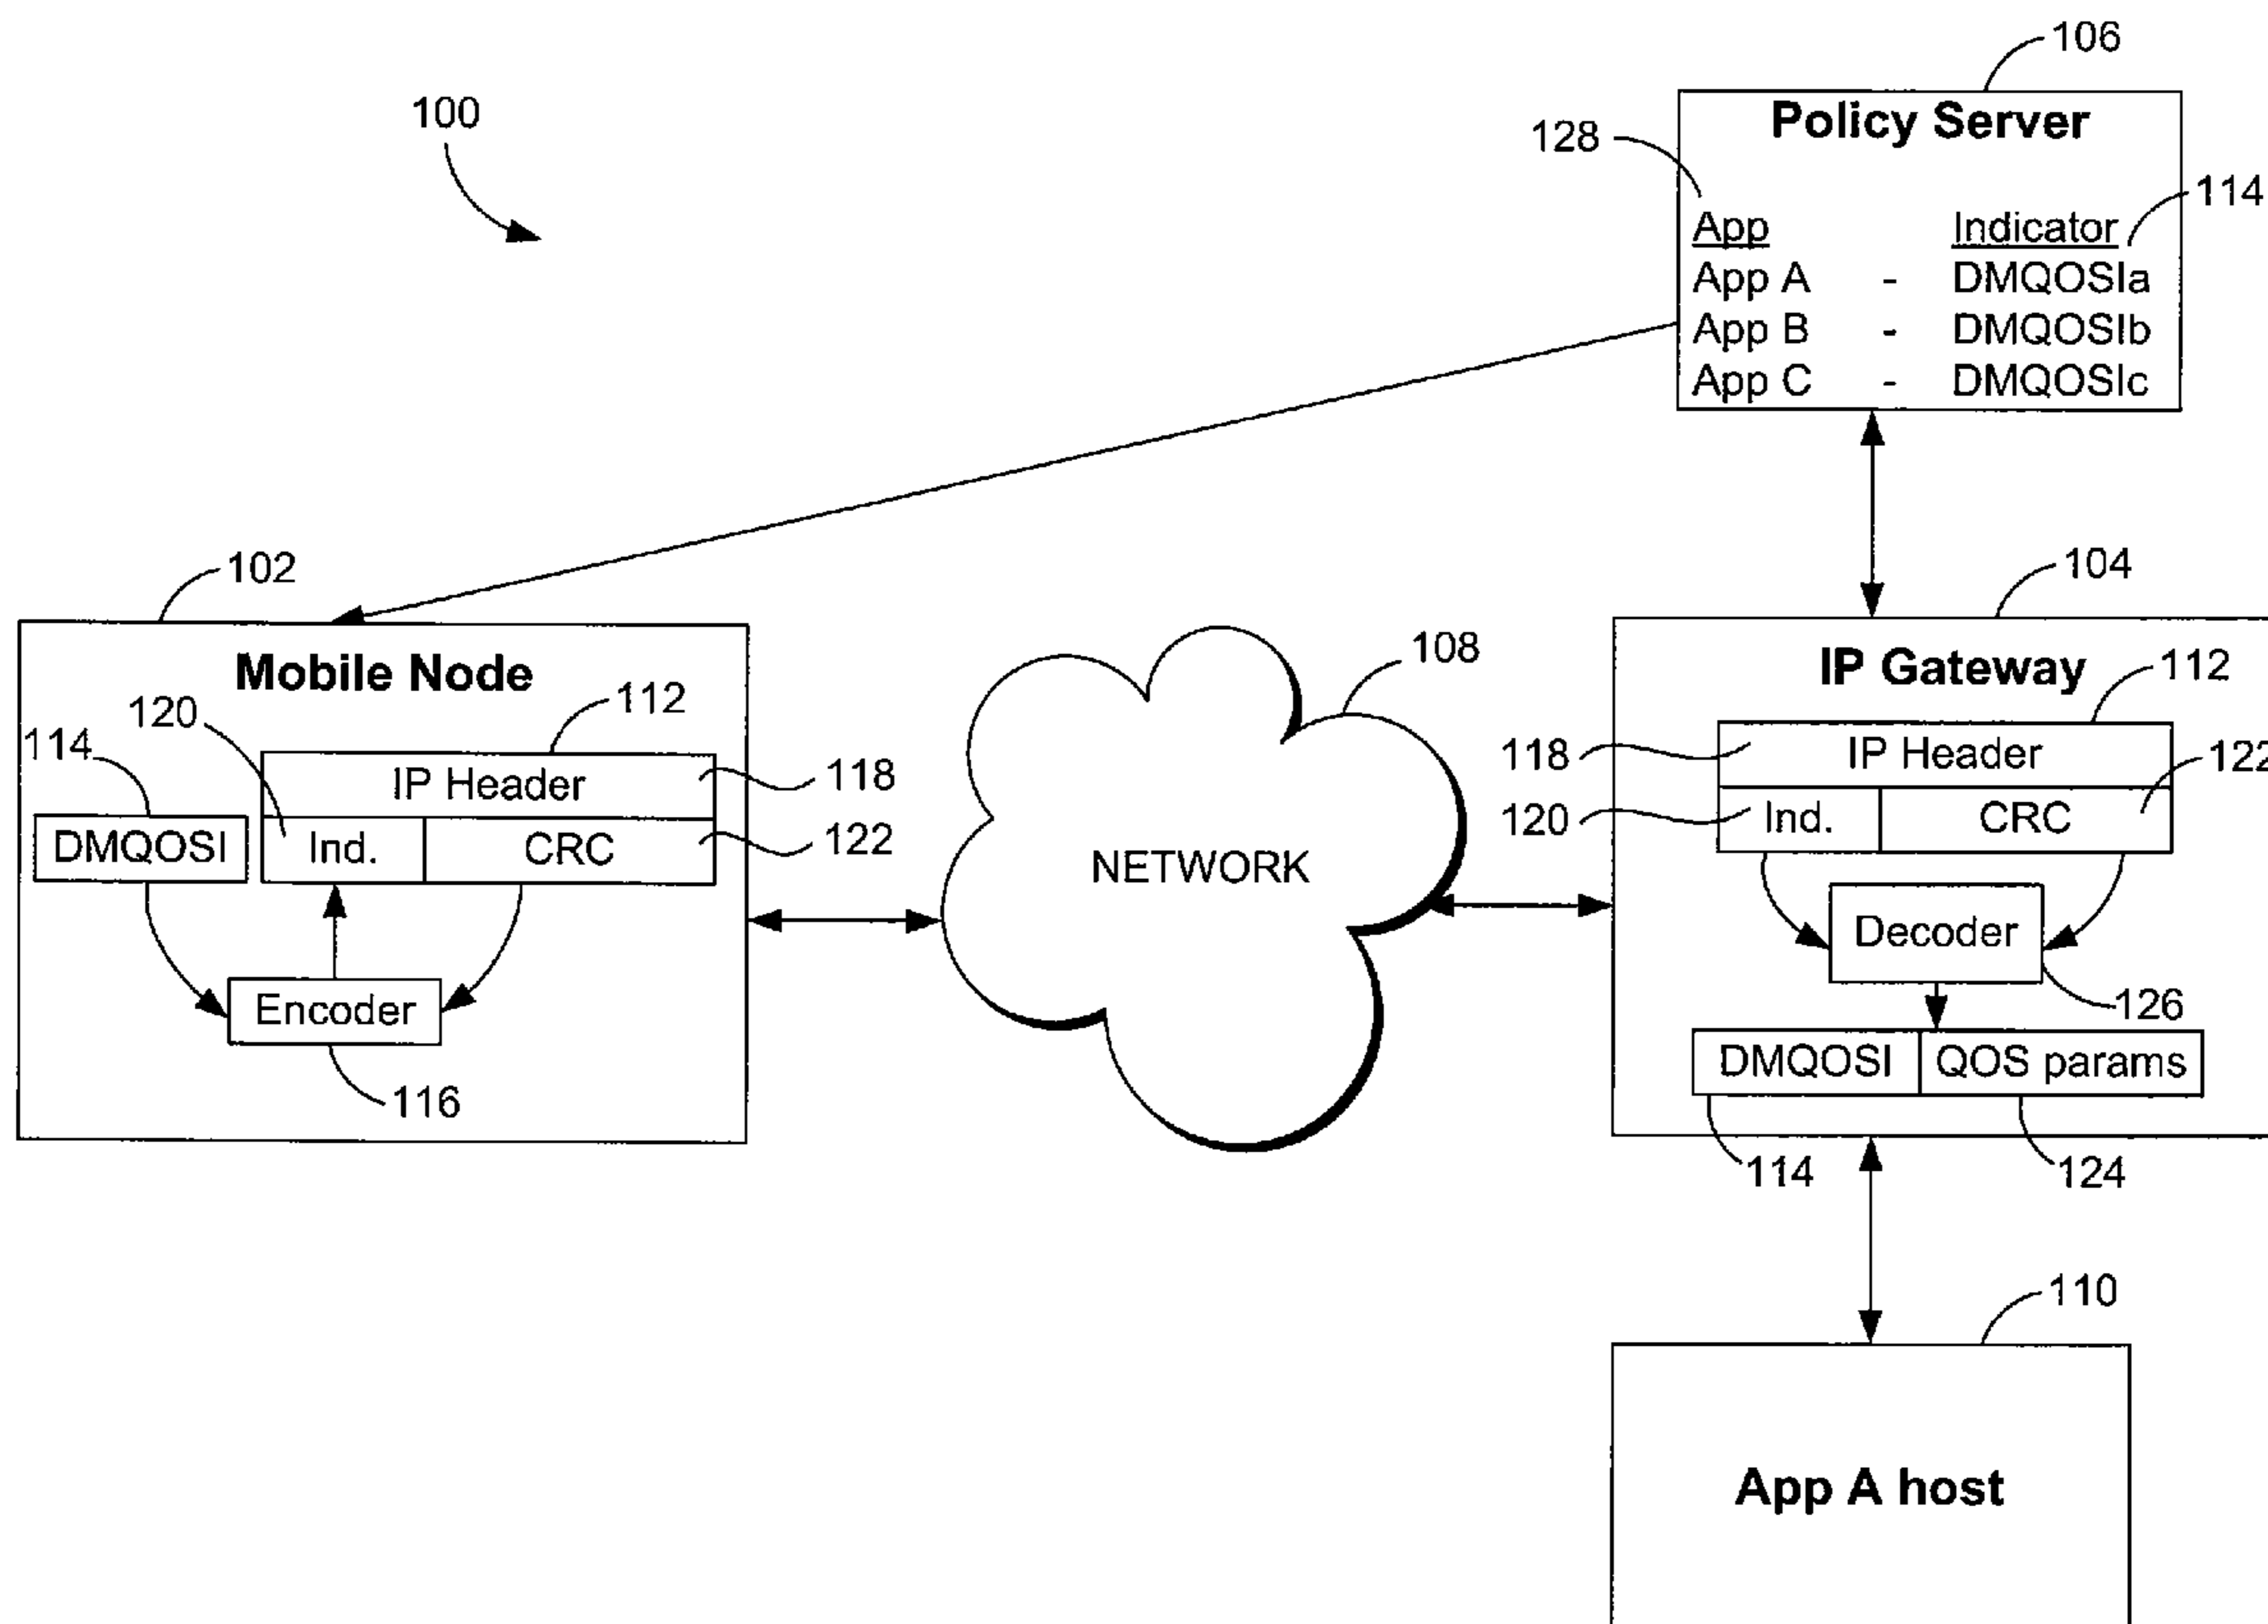 106
100
Policy Server
128
114
App Indicator
App A - DMQOSIa
App B - DMQOSIb
App C - DMQOSIc
102
104
108
Mobile Node
IP Gateway
112
120
112
114
IP Header
118
118
IP Header
122
DMQOSI
Ind.
CRC
122
120
Ind.
CRC
NETWORK
Decoder
Encoder
126
116
DMQOSI
QOS params
114
124
110
App A host